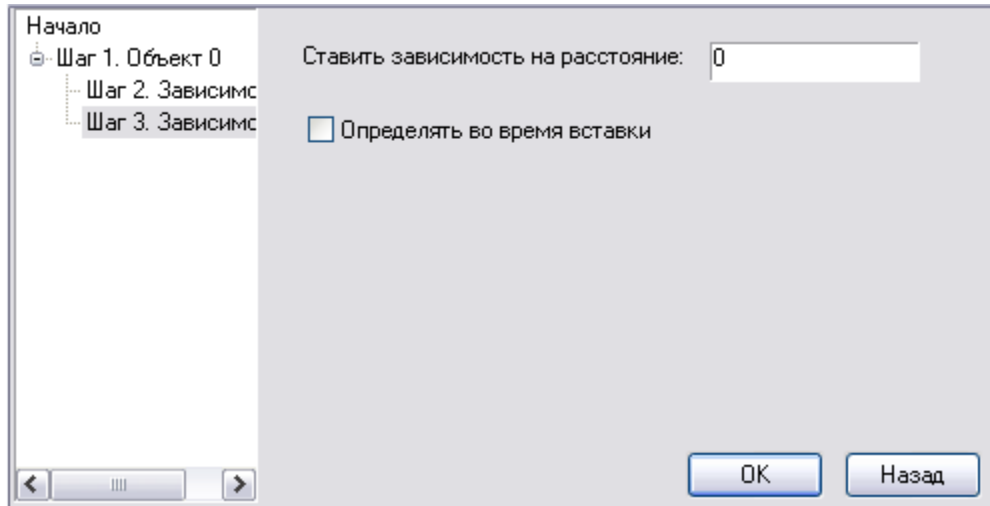 Начало
Шаг 1. Объект 0
Шаг 2. Зависимс
Шаг 3. Зависимс
Ставить зависимость на расстояние:
0
Определять во время вставки
OK
Назад